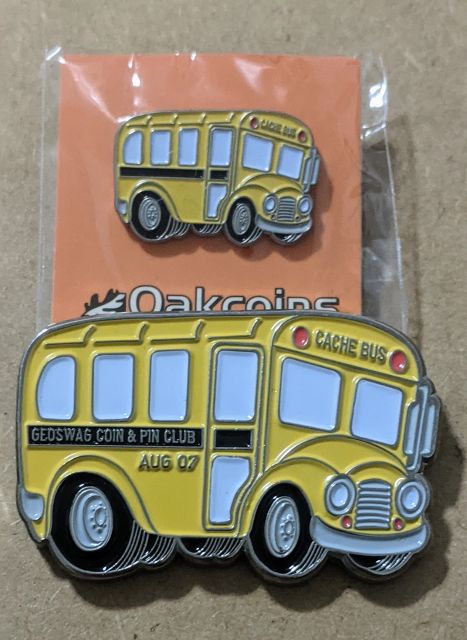 CACHE BUS
Oakcoins
CACHE BUS
GEOSWAG COIN & PIN CLUB
AUG 07